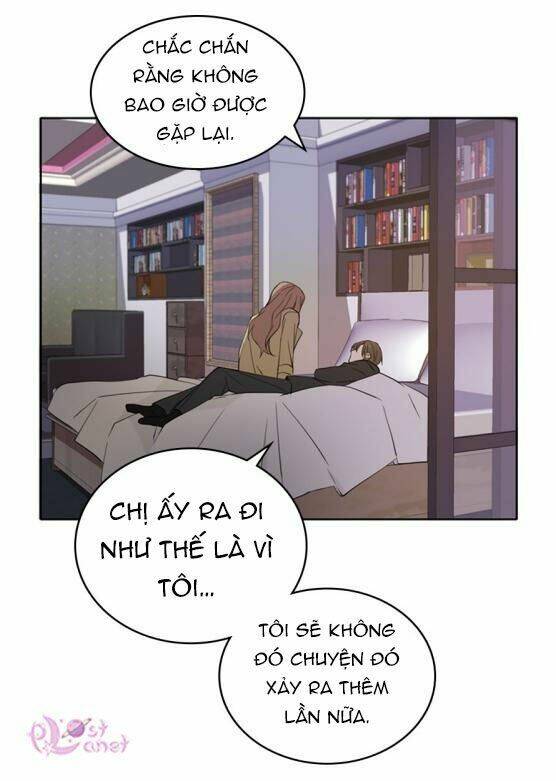 CHẮC CHẮN
RẰNG KHÔNG
BAO GIỜ ĐƯỢC
GẶP LẠI.
CHỊ ẤY RA ĐI
NHƯ THẾ LÀ VÌ
TÔI...
TÔI SẼ KHÔNG
ĐÓ CHUYỆN ĐÓ
XẢY RA THÊM
LẦN NỮA.
Lost
Planet